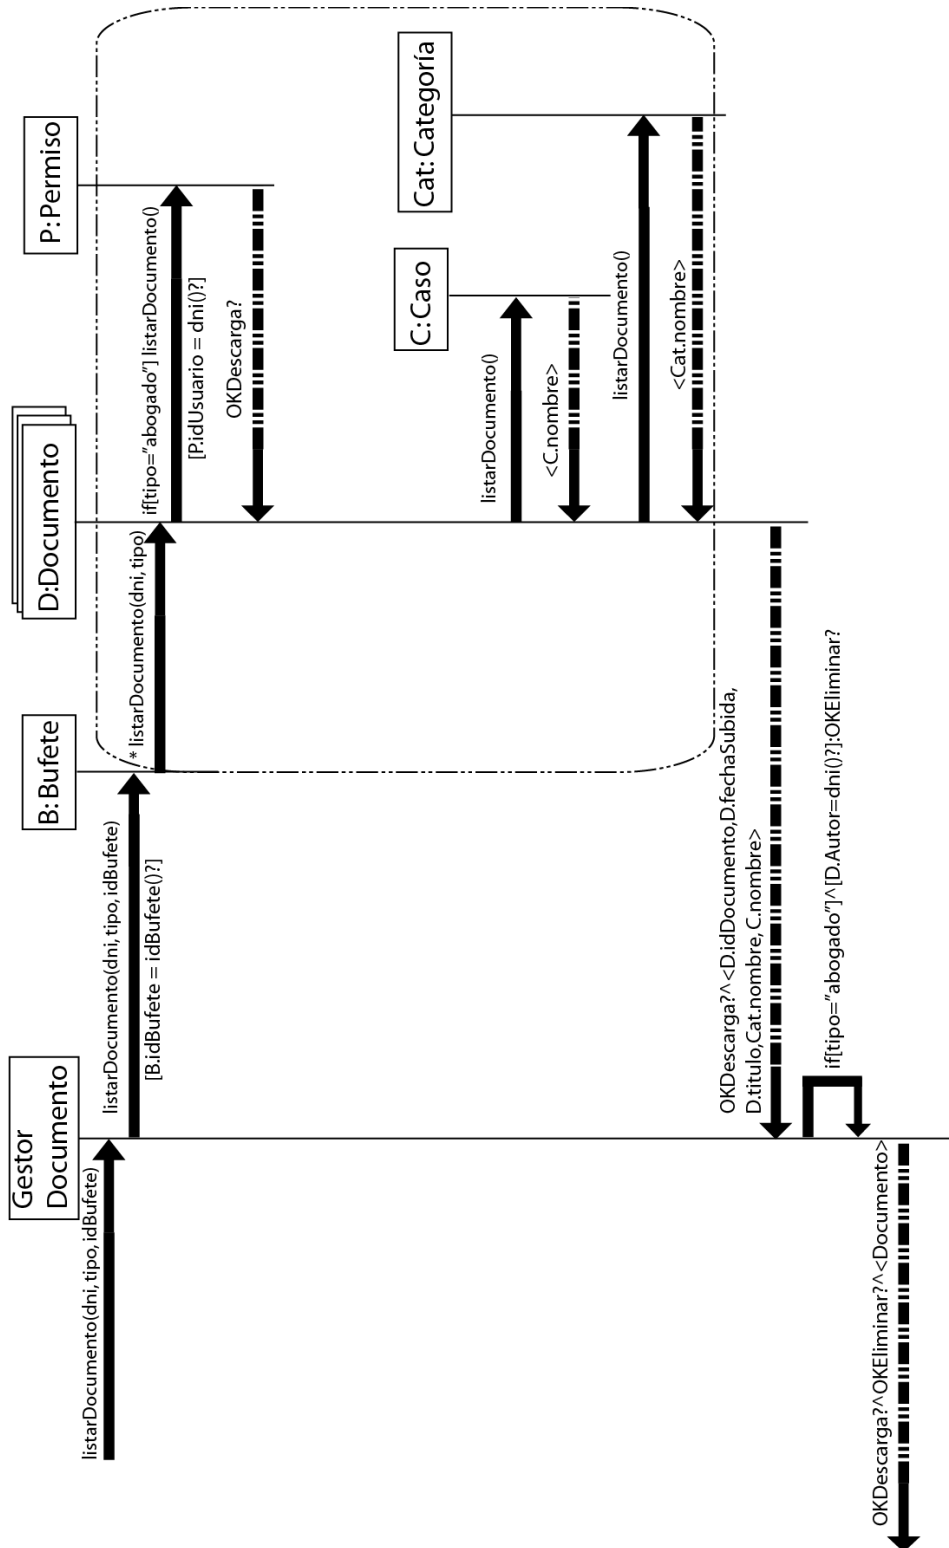 Gestor
Documento
B:Bufete
D:Documento
P:Permiso
C:Caso
Cat:Categoría
listarDocumento(dni,tipo,idBufete)
listarDocumento(dni,tipo,idBufete)
[B.idBufete = idBufete()?]
* listarDocumento(dni,tipo)
if[tipo="abogado"] listarDocumento()
[P.idUsuario = dni()?]
OKDescarga?
listarDocumento()
<C.nombre>
listarDocumento()
<Cat.nombre>
OKDescarga?^<D.idDocumento,D.fechaSubida,
D.titulo,Cat.nombre,C.nombre>
if[tipo="abogado"]^[D.Autor=dni()?]:OKEliminar?
OKDescarga?^OKEliminar?^<Documento>